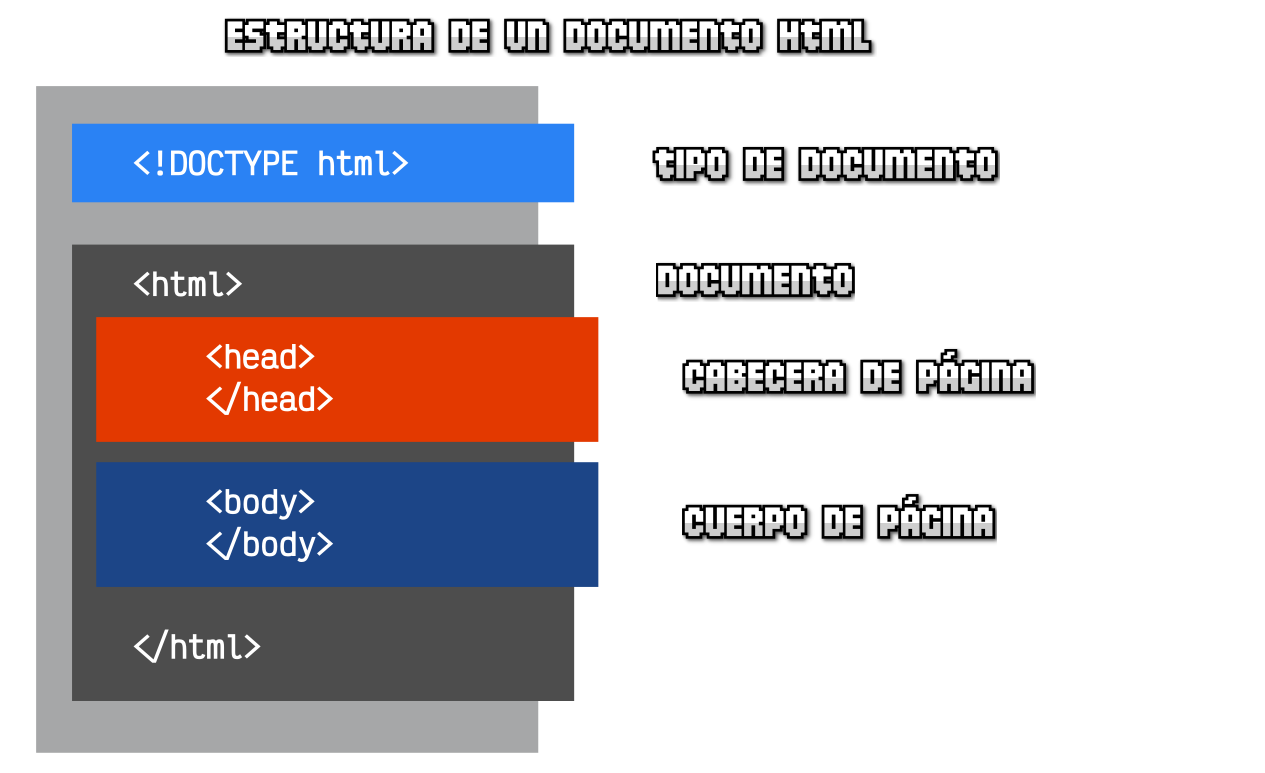 ESTRUCTURA DE UN DOCUMENTO HTML
<!DOCTYPE html>
TIPO DE DOCUMENTO
<html>
DOCUMENTO
<head>
</head>
CABECERA DE PÁGINA
<body>
</body>
CUERPO DE PÁGINA
</html>